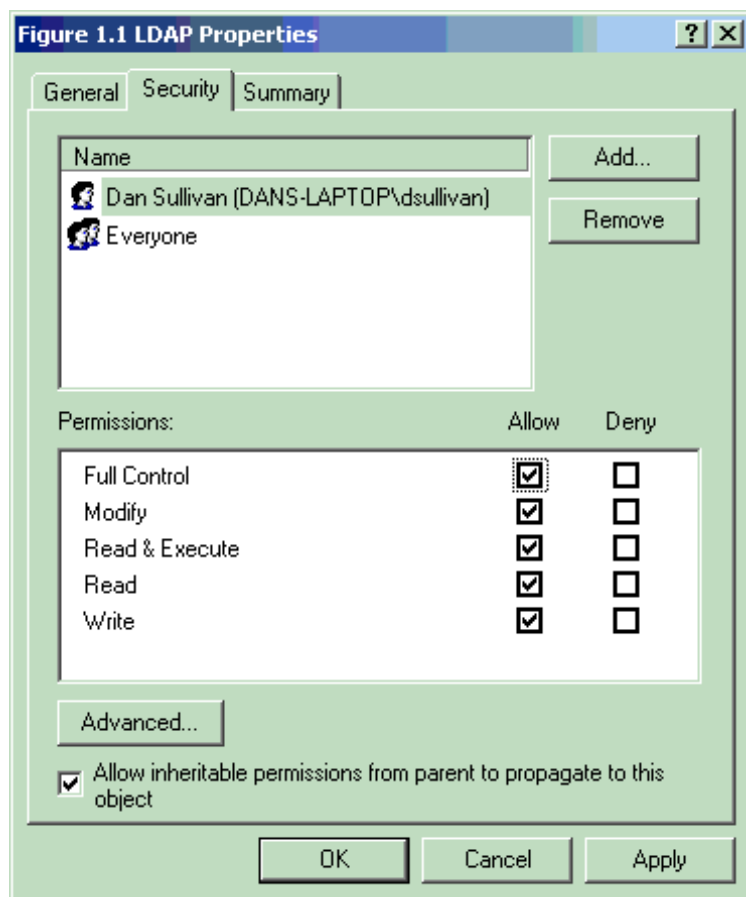 Figure 1.1 LDAP Properties
General Security Summary
Name
Add...
Dan Sullivan (DANS-LAPTOP\dsullivan)
Remove
Everyone
Permissions: Allow Deny
Full Control
Modify
Read & Execute
Read
Write
Advanced...
Allow inheritable permissions from parent to propagate to this
object
OK Cancel Apply